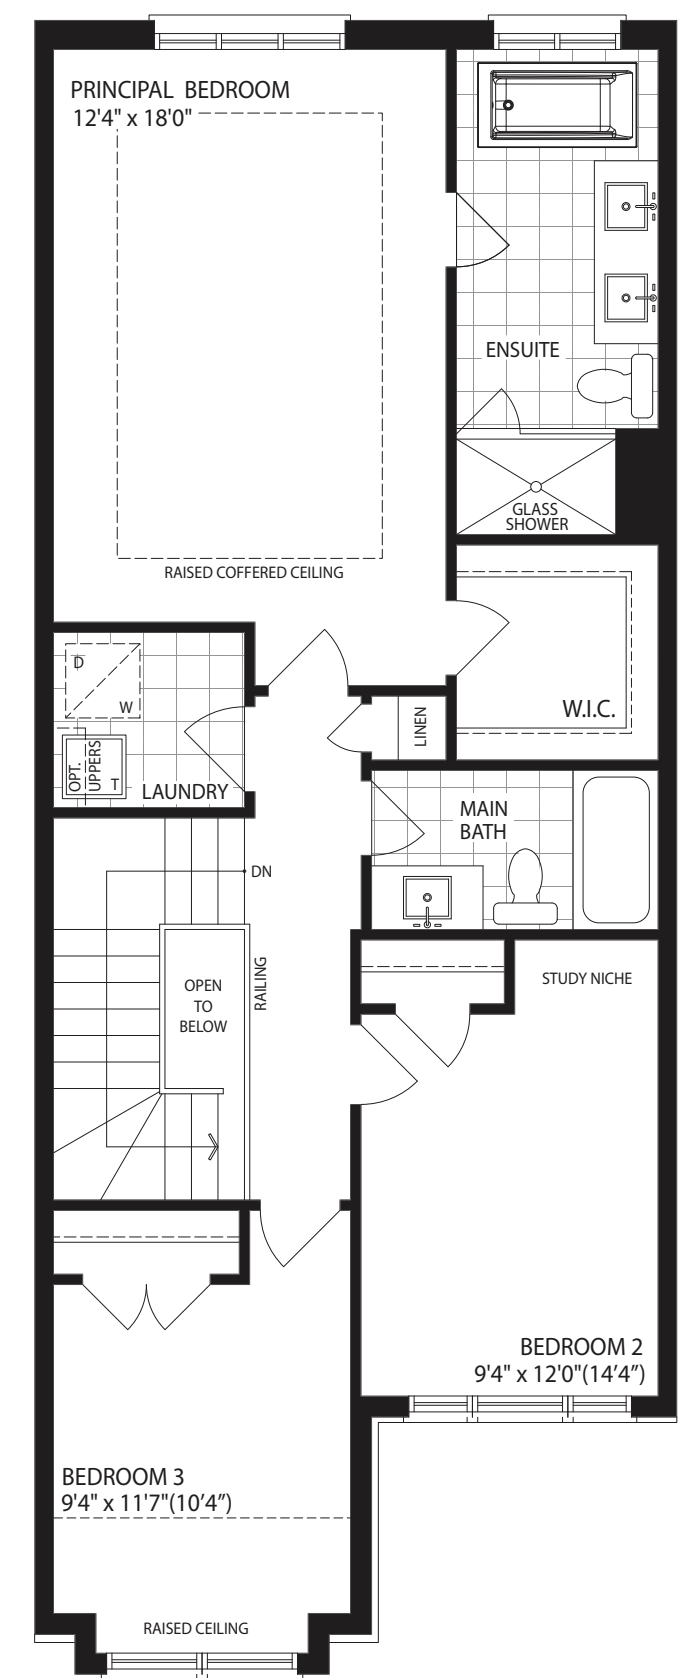 PRINCIPAL BEDROOM
12'4" x 18'0"
RAISED COFFERED CEILING
ENSUITE
GLASS
SHOWER
W.I.C.
D
W
OPT.
UPPERS
T
LAUNDRY
LINEN
MAIN
BATH
DN
OPEN
TO
BELOW
RAILING
STUDY NICHE
BEDROOM 2
9'4" x 12'0"(14’4”)
BEDROOM 3
9'4" x 11'7"(10’4”)
RAISED CEILING